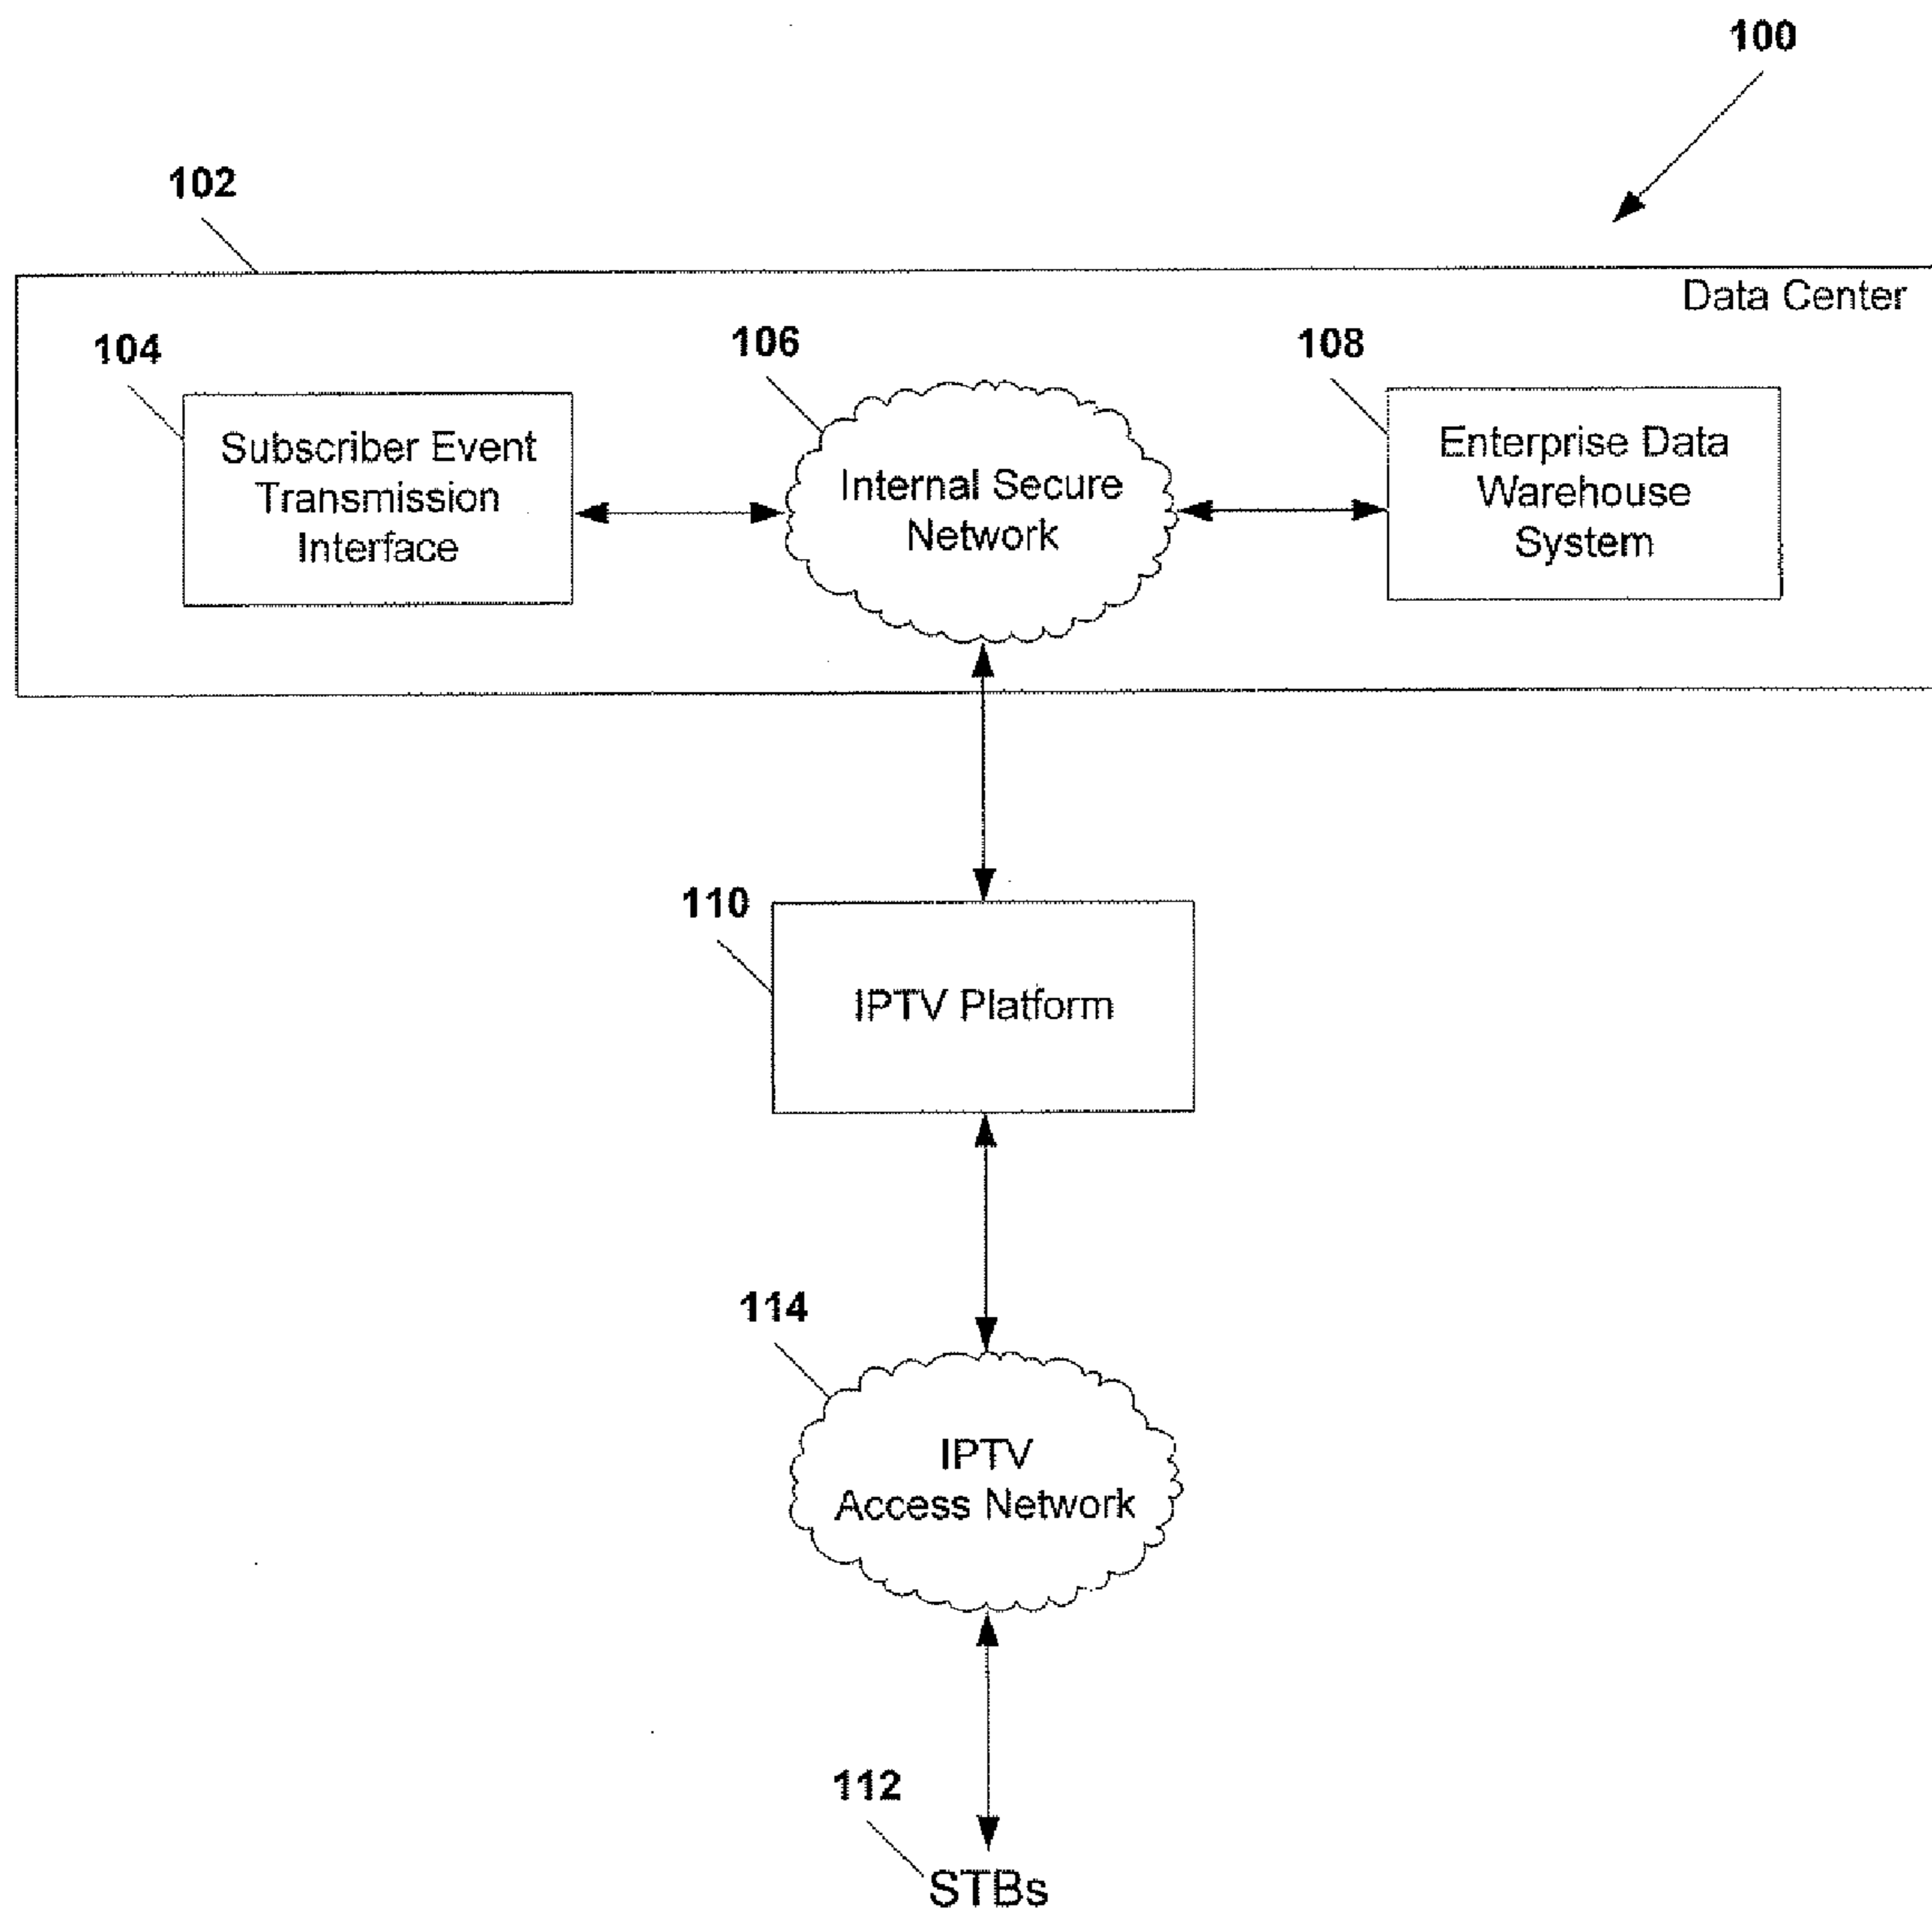 100
102
Data Center
104
106
108
Subscriber Event
Transmission
Interface
Internal Secure
Network
Enterprise Data
Warehouse
System
110
IPTV Platform
114
IPTV
Access Network
112
STBs